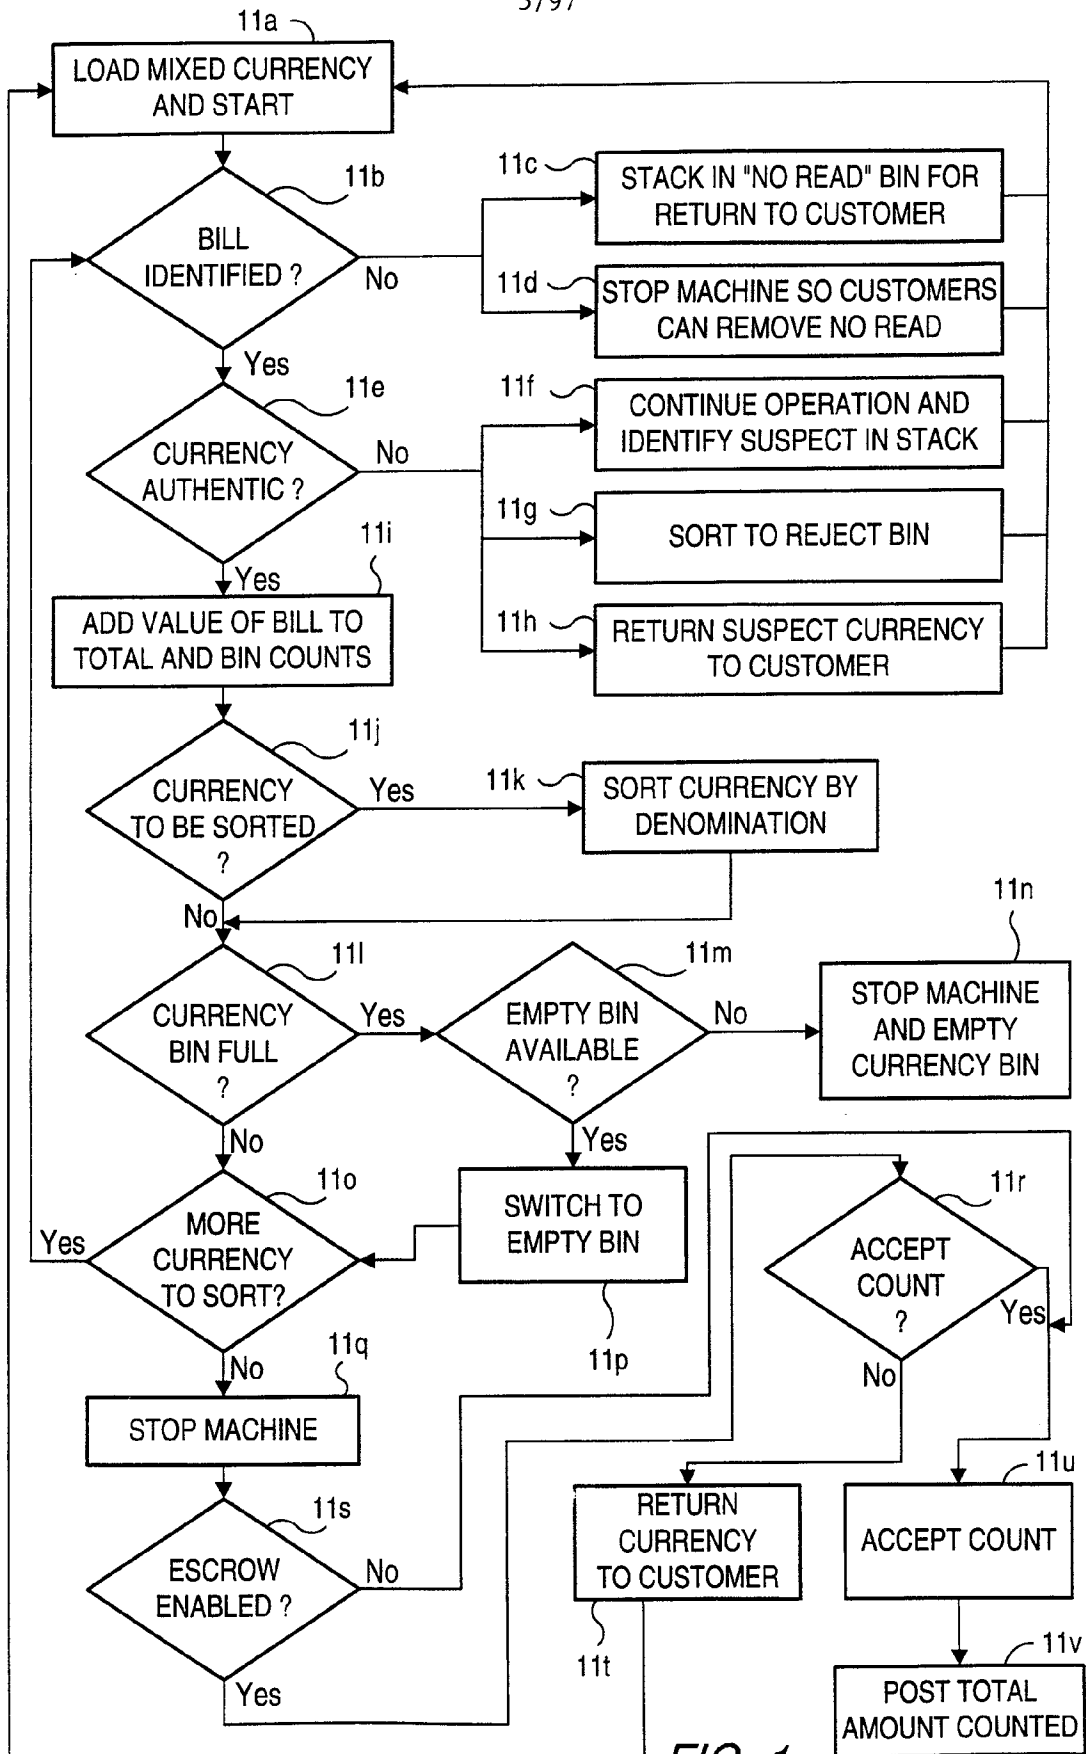 11a
LOAD MIXED CURRENCY
AND START
11b
BILL
IDENTIFIED ?
No
Yes
11c
STACK IN "NO READ" BIN FOR
RETURN TO CUSTOMER
11d
STOP MACHINE SO CUSTOMERS
CAN REMOVE NO READ
11e
CURRENCY
AUTHENTIC ?
No
Yes
11f
CONTINUE OPERATION AND
IDENTIFY SUSPECT IN STACK
11g
SORT TO REJECT BIN
11h
RETURN SUSPECT CURRENCY
TO CUSTOMER
11i
ADD VALUE OF BILL TO
TOTAL AND BIN COUNTS
11j
CURRENCY
TO BE SORTED
?
Yes
No
11k
SORT CURRENCY BY
DENOMINATION
11l
CURRENCY
BIN FULL
?
Yes
No
11m
EMPTY BIN
AVAILABLE
?
No
Yes
11n
STOP MACHINE
AND EMPTY
CURRENCY BIN
11o
MORE
CURRENCY
TO SORT?
Yes
No
SWITCH TO
EMPTY BIN
11p
11r
ACCEPT
COUNT
?
Yes
No
11q
STOP MACHINE
11s
ESCROW
ENABLED ?
No
Yes
RETURN
CURRENCY
TO CUSTOMER
11t
11u
ACCEPT COUNT
11v
POST TOTAL
AMOUNT COUNTED